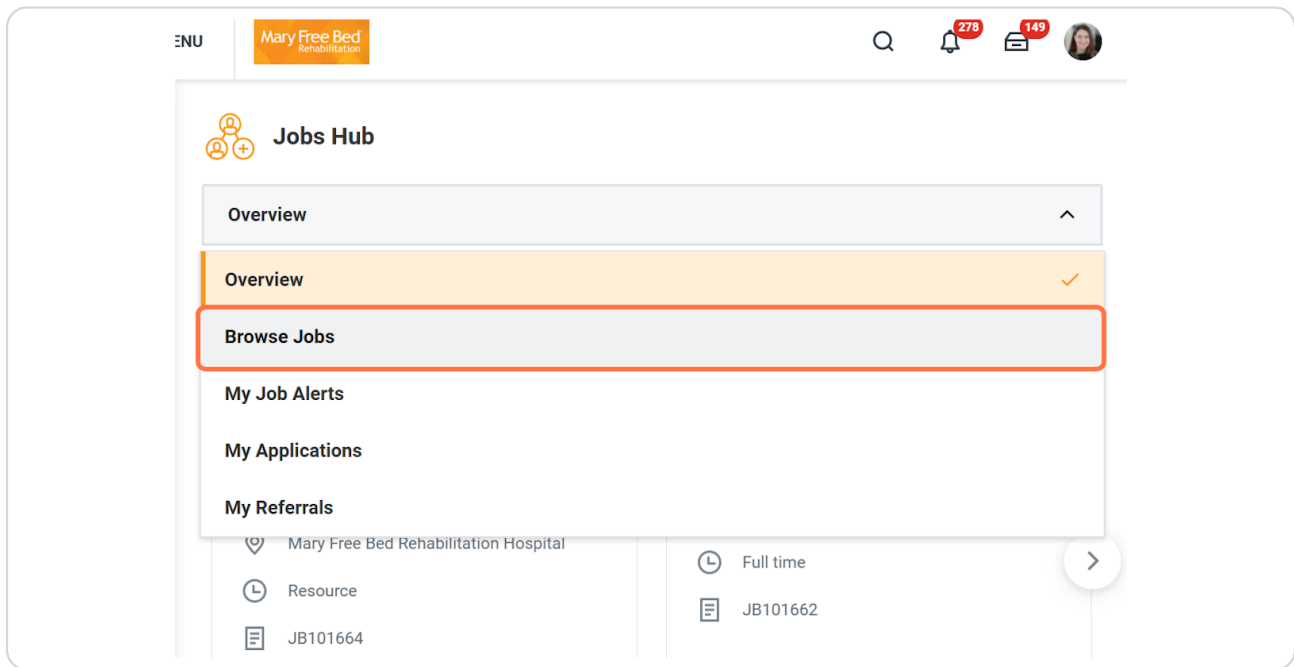 ENU
Mary Free Bed
Rehabilitation
278
149
Jobs Hub
Overview
Overview
Browse Jobs
My Job Alerts
My Applications
My Referrals
Mary Free Bed Rehabilitation Hospital
Resource
JB101664
Full time
JB101662